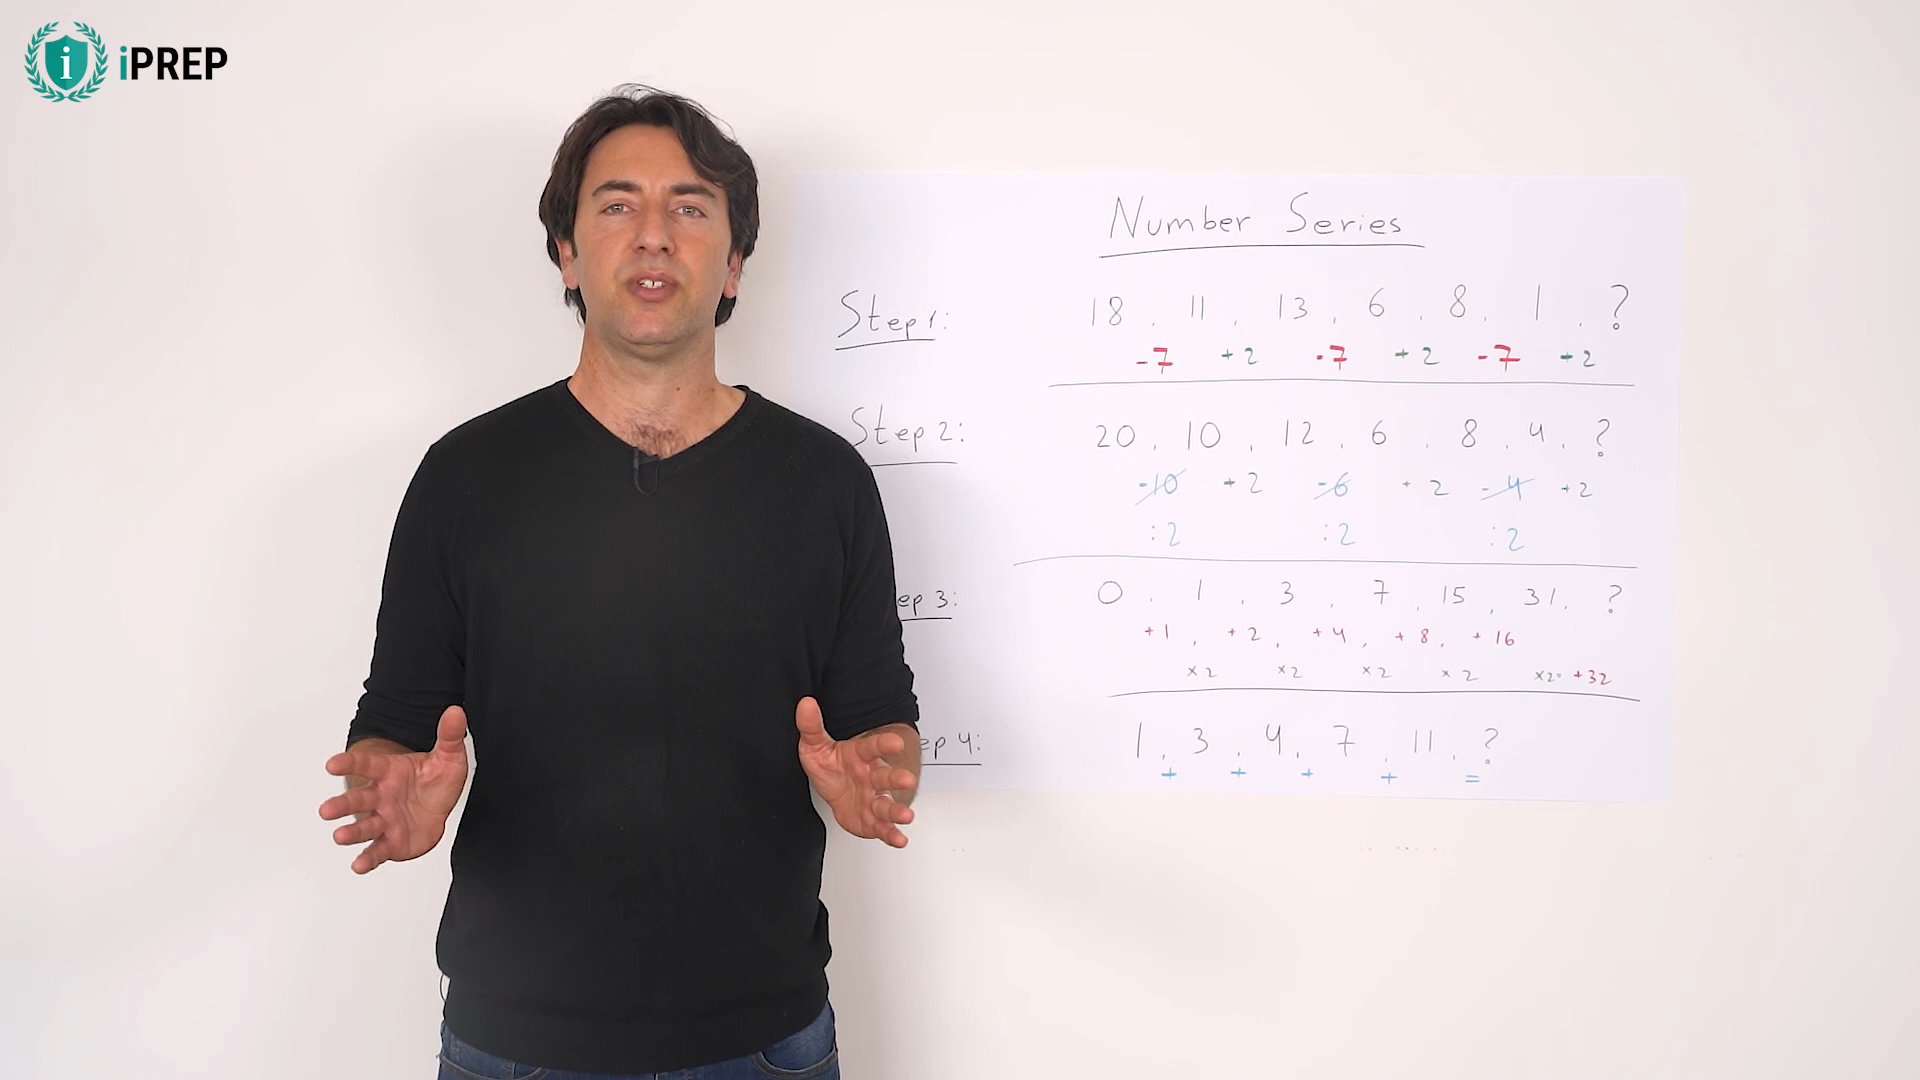 i iPREP
Number Series
Step 1: 18, 11, 13, 6, 8, 1, ?
-7 +2 -7 +2 -7 +2
Step 2: 20, 10, 12, 6, 8, 4, ?
-10 +2 -6 +2 -4 +2
:2 :2 :2
ep 3: 0, 1, 3, 7, 15, 31, ?
+1, +2, +4, +8, +16
x2 x2 x2 x2 x2= +32
ep 4: 1, 3, 4, 7, 11, ?
+ + + + =